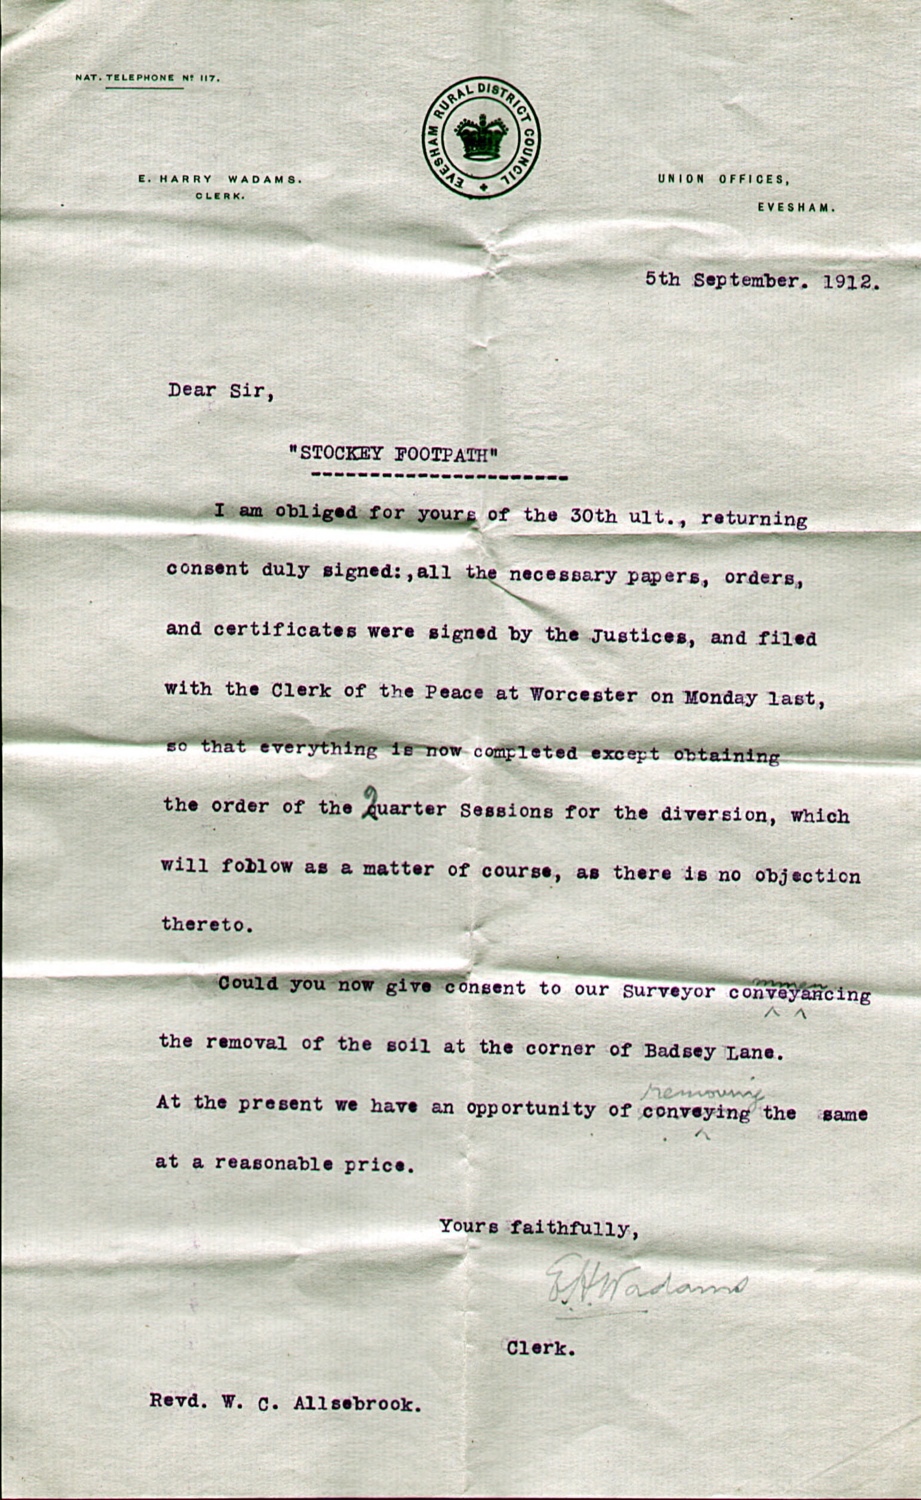 NAT. TELEPHONE No 117.
EVESHAM RURAL DISTRICT COUNCIL
E. HARRY WADAMS.
CLERK.
UNION OFFICES,
EVESHAM.
5th September. 1912.
Dear Sir,
"STOCKEY FOOTPATH"
I am obliged for yours of the 30th ult., returning
consent duly signed:,all the necessary papers, orders,
and certificates were signed by the Justices, and filed
with the Clerk of the Peace at Worcester on Monday last,
so that everything is now completed except obtaining
the order of the Quarter Sessions for the diversion, which
will follow as a matter of course, as there is no objection
thereto.
mmen
Could you now give consent to our Surveyor conveyancing
the removal of the soil at the corner of Badsey Lane.
removing
At the present we have an opportunity of conveying the same
at a reasonable price.
Yours faithfully,
E.H.Wadams
Clerk.
Revd. W. C. Allsebrook.